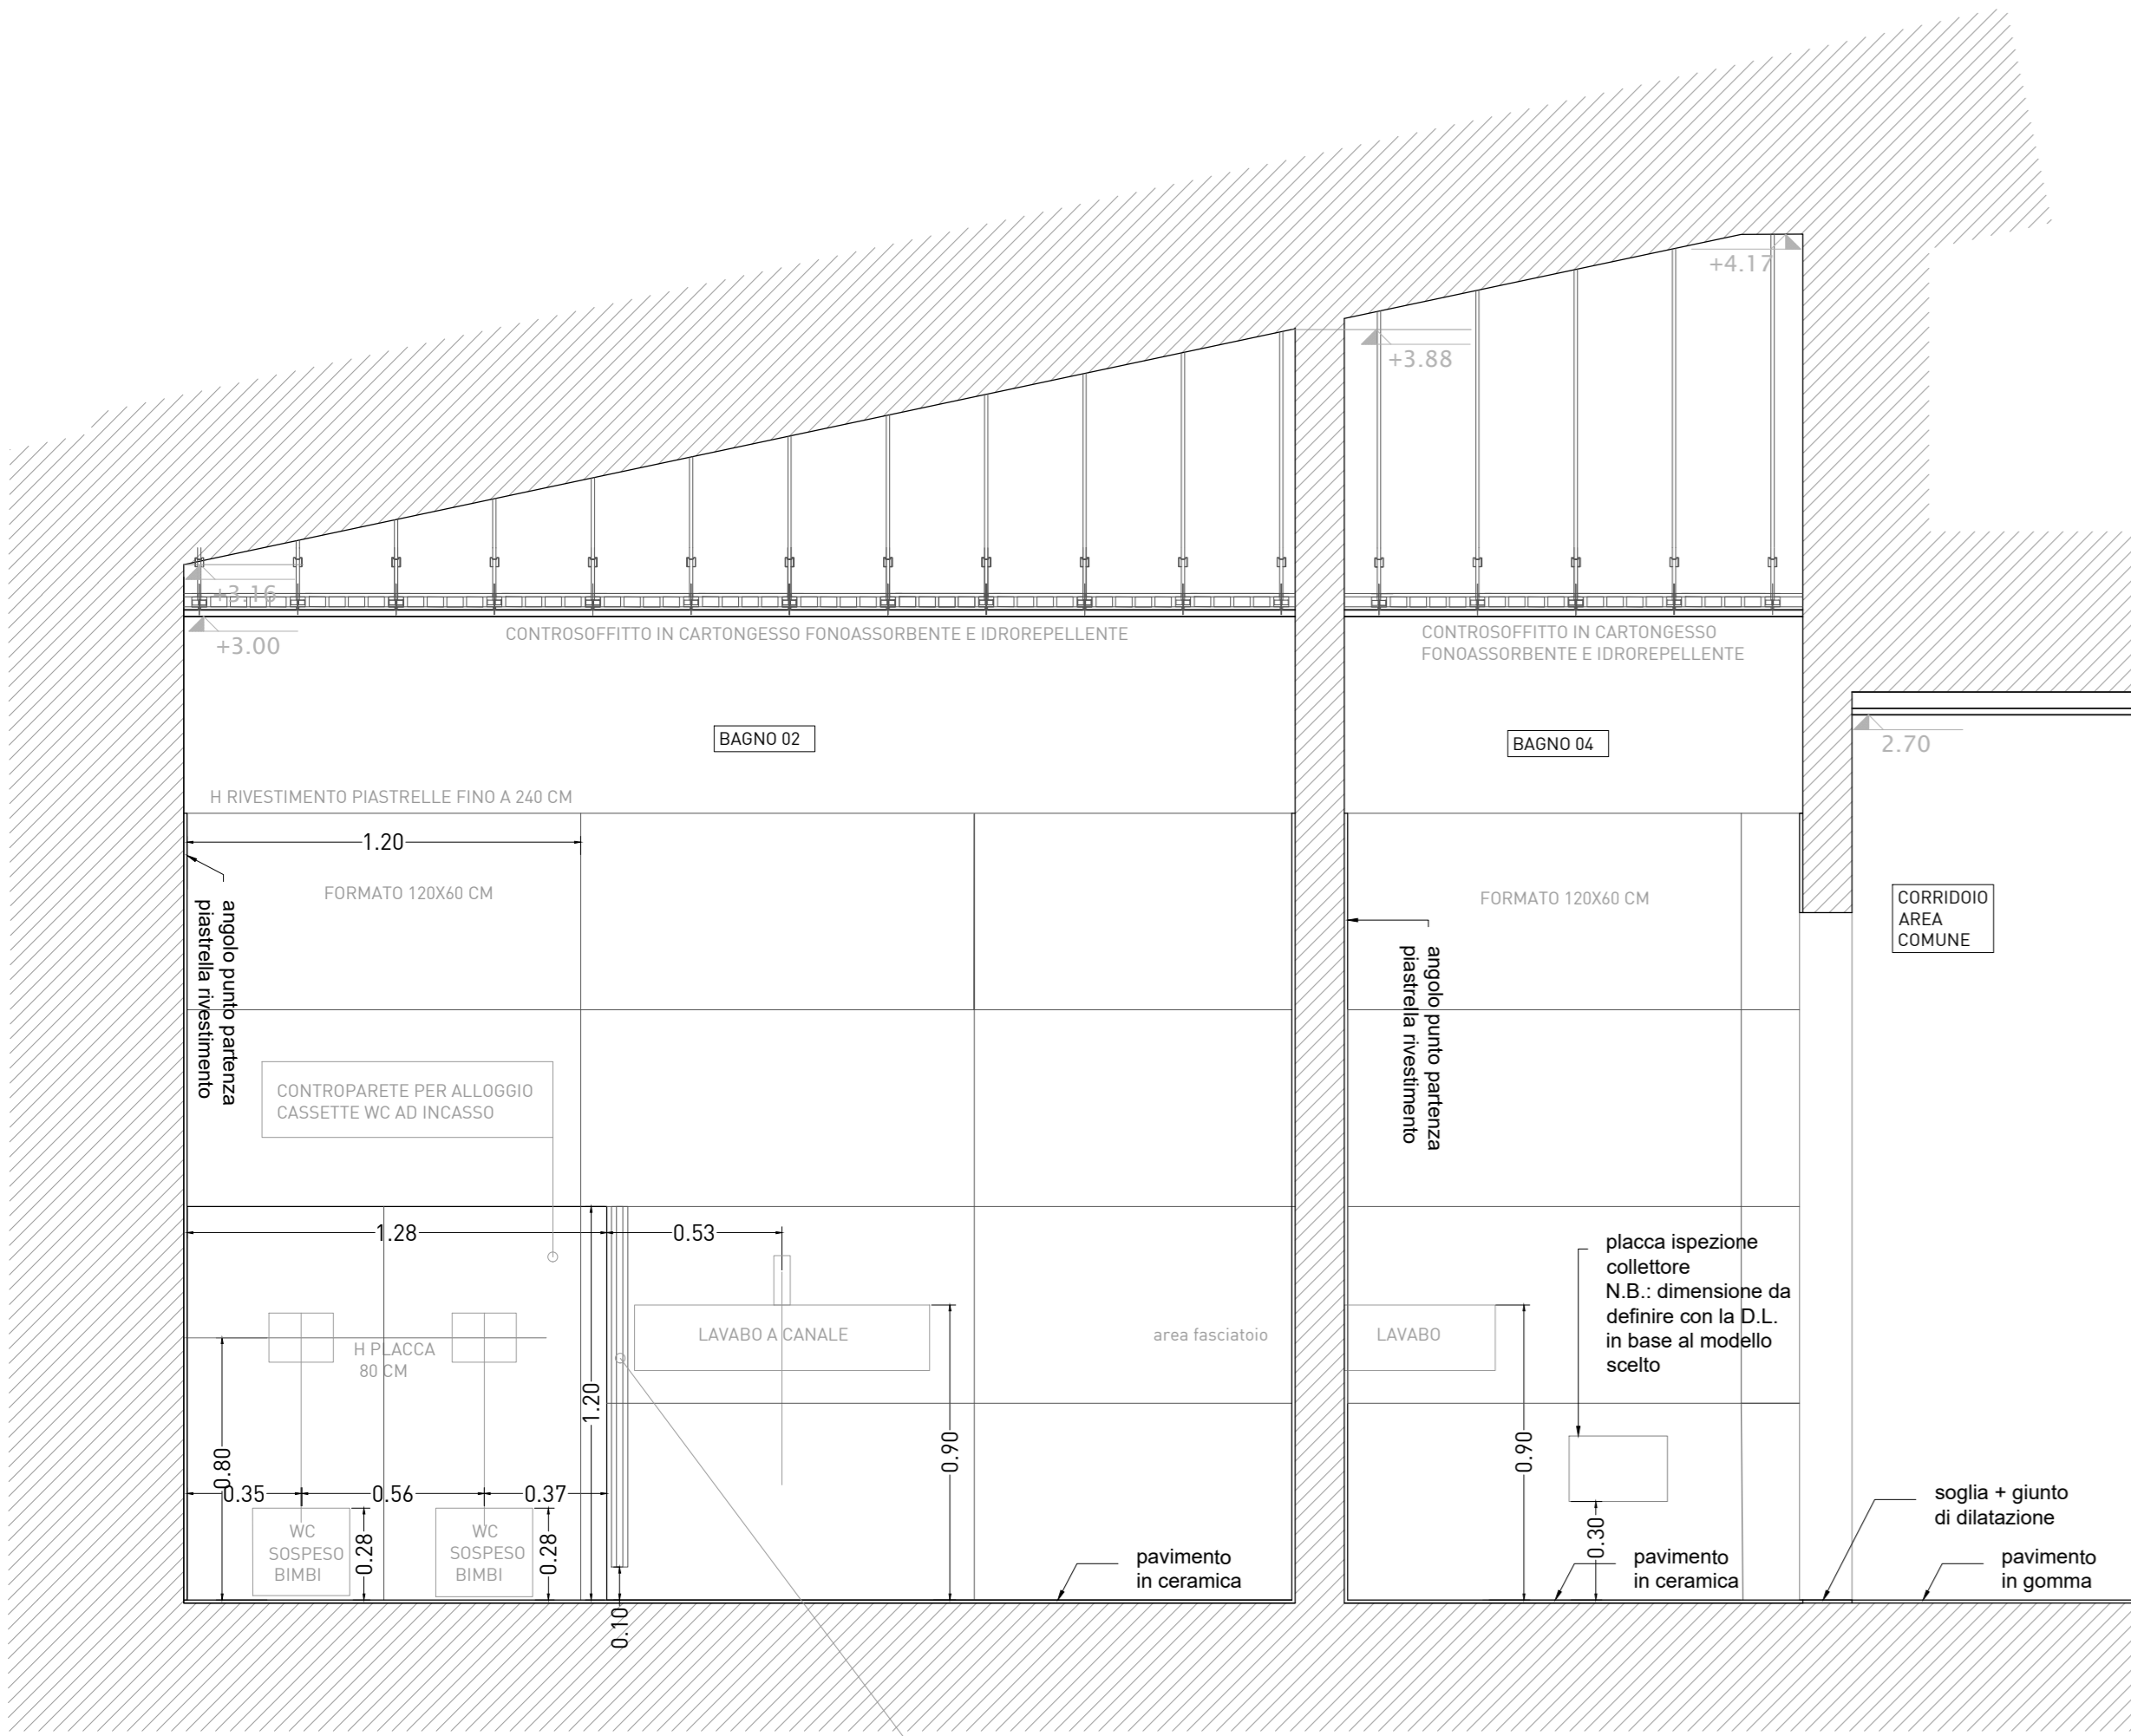 +4.17
+3.88
+3.16
+3.00
CONTROSOFFITTO IN CARTONGESSO FONOASSORBENTE E IDROREPELLENTE
CONTROSOFFITTO IN CARTONGESSO
FONOASSORBENTE E IDROREPELLENTE
BAGNO 02
BAGNO 04
2.70
H RIVESTIMENTO PIASTRELLE FINO A 240 CM
1.20
FORMATO 120X60 CM
FORMATO 120X60 CM
CORRIDOIO
AREA
COMUNE
angolo punto partenza
piastrella rivestimento
angolo punto partenza
piastrella rivestimento
CONTROPARETE PER ALLOGGIO
CASSETTE WC AD INCASSO
1.28
0.53
placca ispezione
collettore
N.B.: dimensione da
definire con la D.L.
in base al modello
scelto
H PLACCA
80 CM
LAVABO A CANALE
area fasciatoio
LAVABO
1.20
0.80
0.90
0.90
0.35
0.56
0.37
WC
SOSPESO
BIMBI
0.28
WC
SOSPESO
BIMBI
0.28
0.10
0.30
pavimento
in ceramica
pavimento
in ceramica
soglia + giunto
di dilatazione
pavimento
in gomma